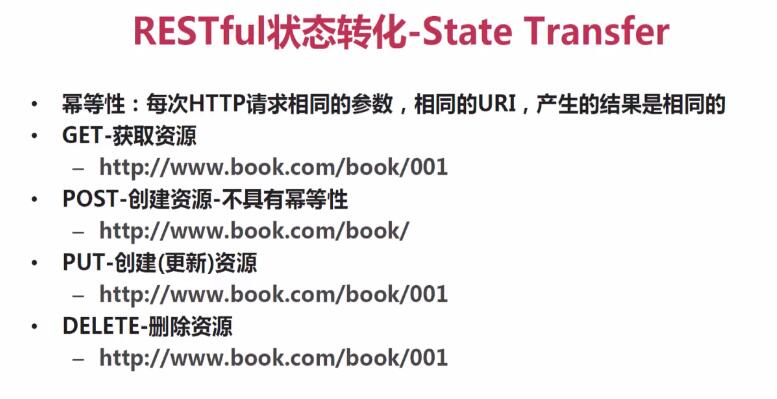 RESTful状态转化-State Transfer
• 幂等性：每次HTTP请求相同的参数，相同的URI，产生的结果是相同的
• GET-获取资源
– http://www.book.com/book/001
• POST-创建资源-不具有幂等性
– http://www.book.com/book/
• PUT-创建(更新)资源
– http://www.book.com/book/001
• DELETE-删除资源
– http://www.book.com/book/001